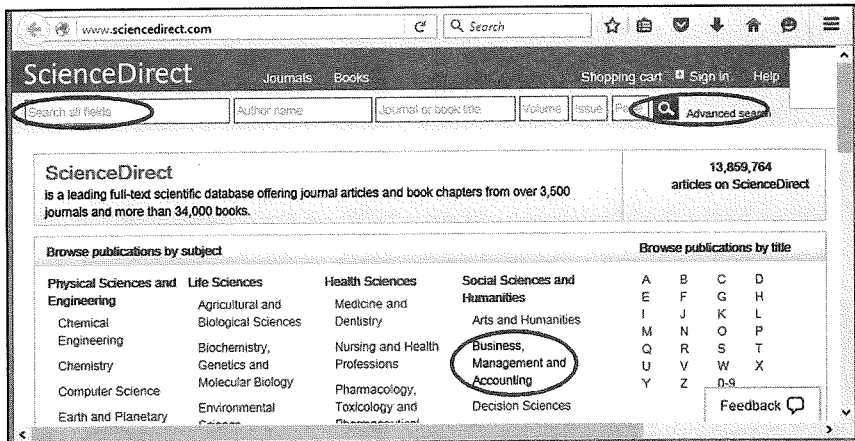 www.sciencedirect.com Search
ScienceDirect Journals Books Shopping cart Sign in Help
Search all fields Author name Journal or book title Volume Issue Page Advanced search
ScienceDirect
is a leading full-text scientific database offering journal articles and book chapters from over 3,500
journals and more than 34,000 books.
13,859,764
articles on ScienceDirect
Browse publications by subject
Physical Sciences and
Engineering
Chemical
Engineering
Chemistry
Computer Science
Earth and Planetary
Life Sciences
Agricultural and
Biological Sciences
Biochemistry,
Genetics and
Molecular Biology
Environmental
Science
Health Sciences
Medicine and
Dentistry
Nursing and Health
Professions
Pharmacology,
Toxicology and
Pharmaceutical
Social Sciences and
Humanities
Arts and Humanities
Business,
Management and
Accounting
Decision Sciences
Browse publications by title
A B C D
E F G H
I J K L
M N O P
Q R S T
U V W X
Y Z 0-9
Feedback